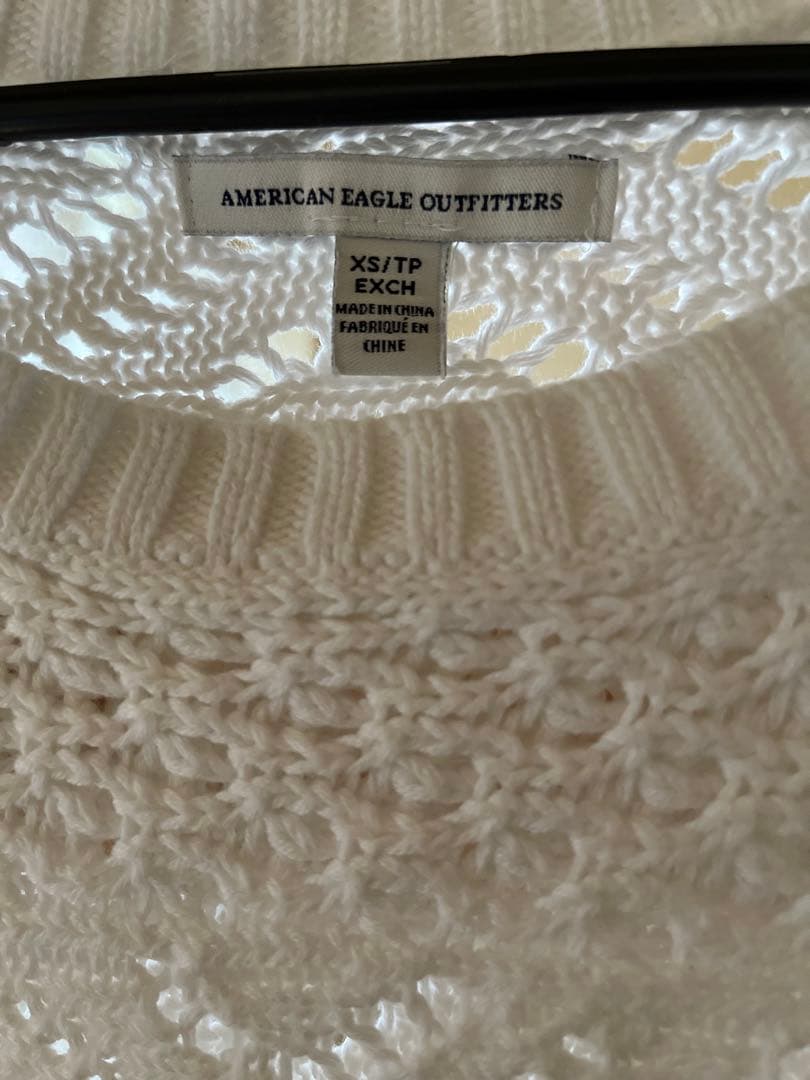 AMERICAN EAGLE OUTFITTERS
XS/TP
EXCH
MADE IN CHINA
FABRIQUÉ EN
CHINE